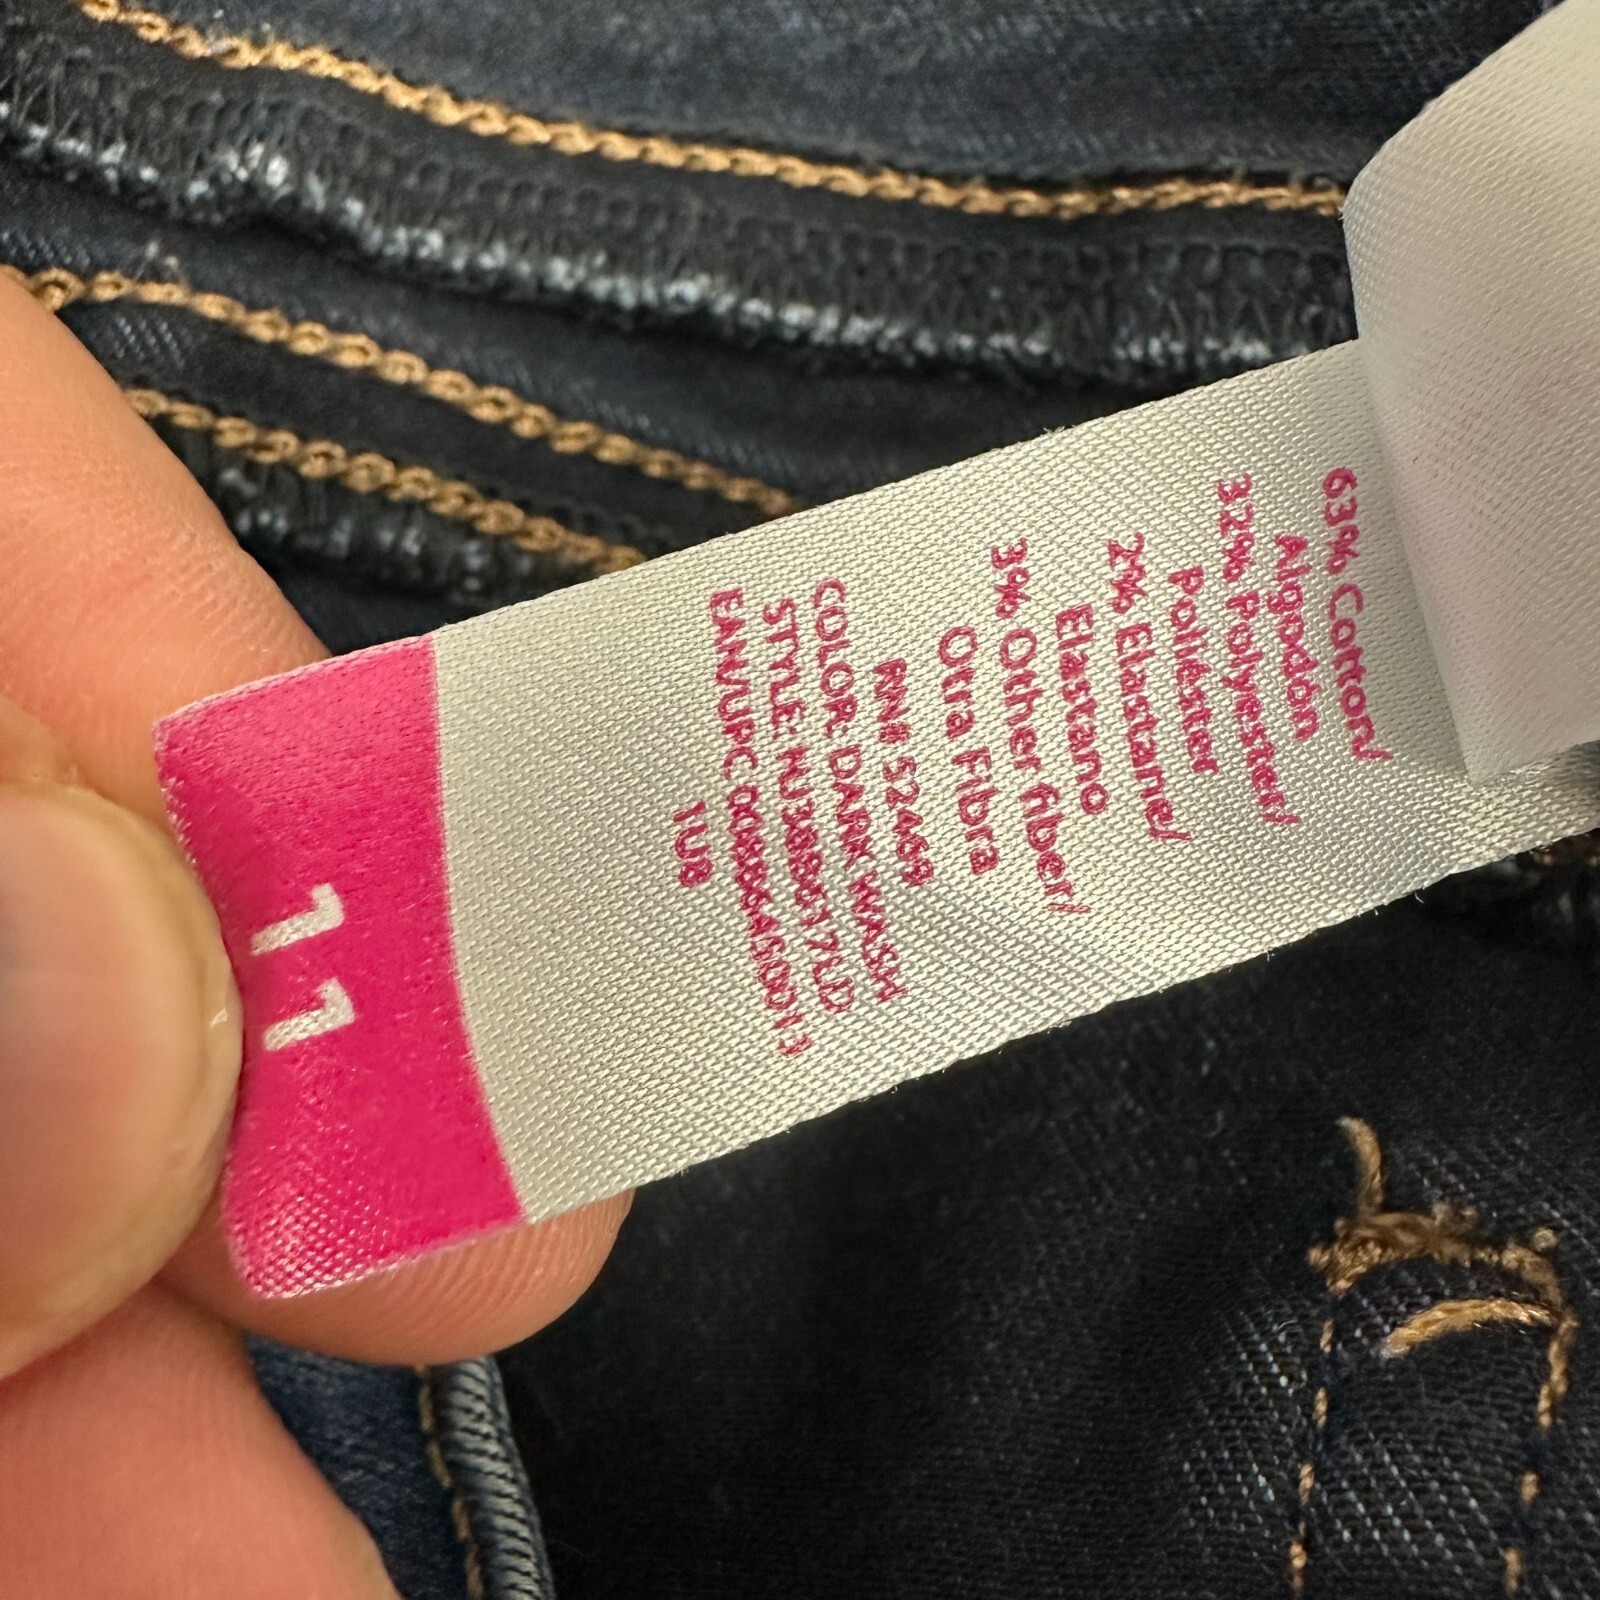 63% Cotton/
Algodón
32% Polyester/
Poliéster
2% Elastane/
Elastano
3% Other fiber/
Otra Fibra
RN# 52469
COLOR: DARK WASH
1U8
11